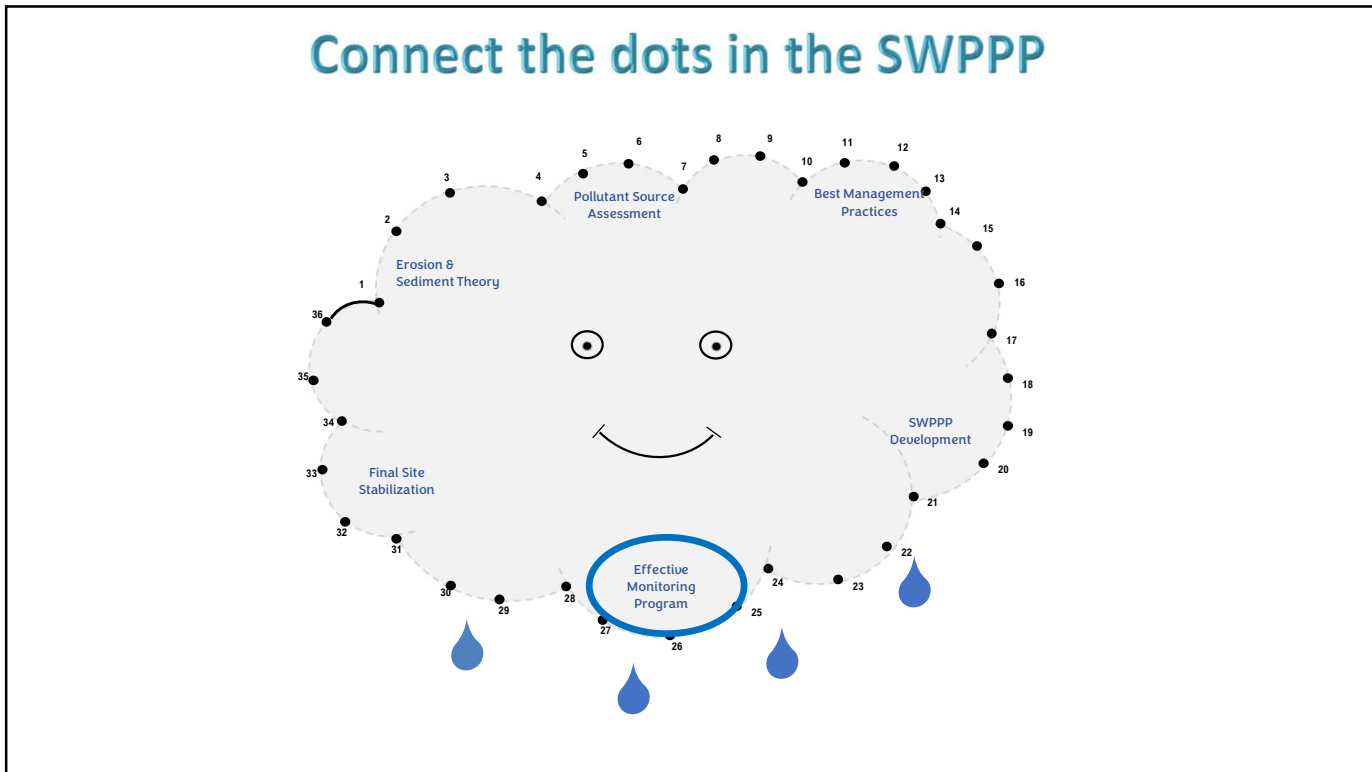 Connect the dots in the SWPPP
1
2
3
4
5
6
7
8
9
10
11
12
13
14
15
16
17
18
19
20
21
22
23
24
25
26
27
28
29
30
31
32
33
34
35
36
Erosion &
Sediment Theory
Pollutant Source
Assessment
Best Management
Practices
SWPPP
Development
Effective
Monitoring
Program
Final Site
Stabilization